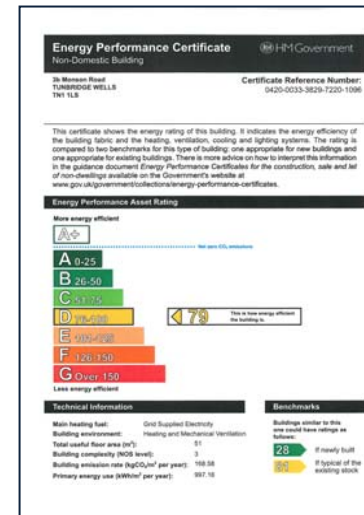 Energy Performance Certificate
HM Government
Non-Domestic Building
3b Monson Road
TUNBRIDGE WELLS
TN1 1LS
Certificate Reference Number:
0420-0033-3829-7220-1096
This certificate shows the energy rating of this building. It indicates the energy efficiency of
the building fabric and the heating, ventilation, cooling and lighting systems. The rating is
compared to two benchmarks for this type of building: one appropriate for new buildings and
one appropriate for existing buildings. There is more advice on how to interpret this information
in the guidance document Energy Performance Certificates for the construction, sale and let
of non-dwellings available on the Government's website at
www.gov.uk/government/collections/energy-performance-certificates.
Energy Performance Asset Rating
More energy efficient
A+
Net zero CO₂ emissions
A 0-25
B 26-50
C 51-75
D 76-100
79
This is how energy efficient
the building is.
E 101-125
F 126-150
G Over 150
Less energy efficient
Technical Information
Main heating fuel: Grid Supplied Electricity
Building environment: Heating and Mechanical Ventilation
Total useful floor area (m²): 51
Building complexity (NOS level): 3
Building emission rate (kgCO₂/m² per year): 168.58
Primary energy use (kWh/m² per year): 997.16
Benchmarks
Buildings similar to this
one could have ratings as
follows:
28 If newly built
If typical of the
existing stock